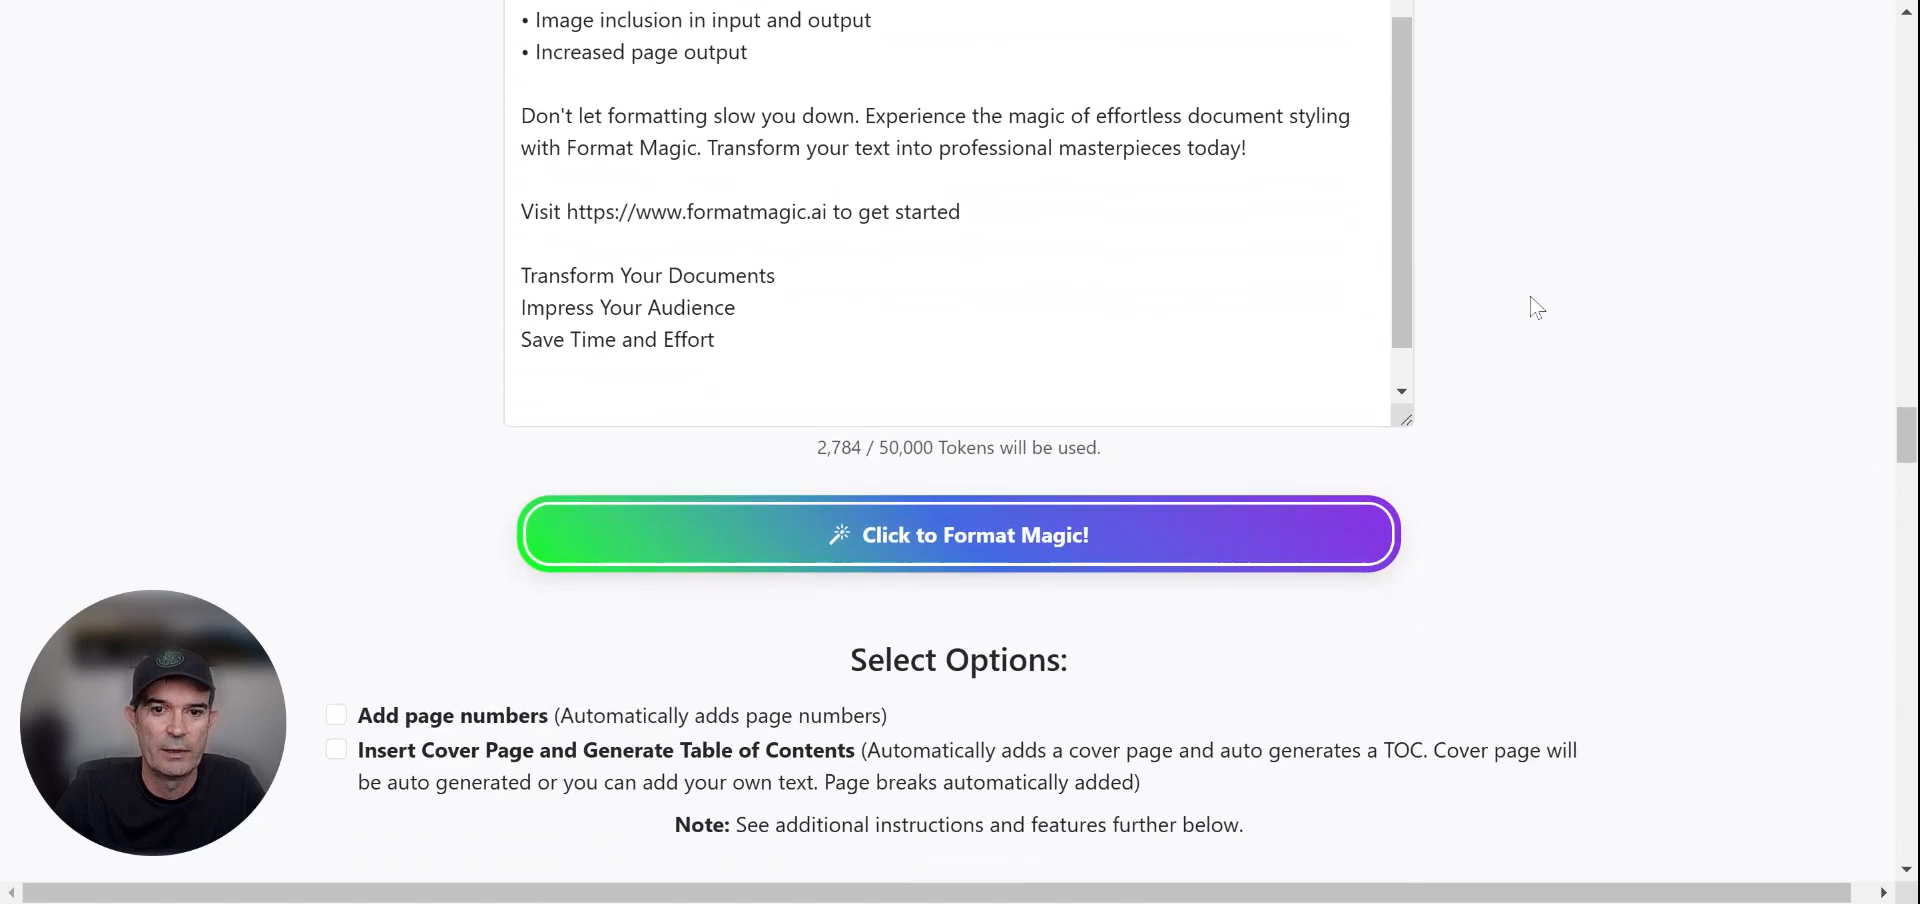 • Image inclusion in input and output
• Increased page output
Don't let formatting slow you down. Experience the magic of effortless document styling
with Format Magic. Transform your text into professional masterpieces today!
Visit https://www.formatmagic.ai to get started
Transform Your Documents
Impress Your Audience
Save Time and Effort
2,784 / 50,000 Tokens will be used.
Click to Format Magic!
Select Options:
Add page numbers (Automatically adds page numbers)
Insert Cover Page and Generate Table of Contents (Automatically adds a cover page and auto generates a TOC. Cover page will
be auto generated or you can add your own text. Page breaks automatically added)
Note: See additional instructions and features further below.